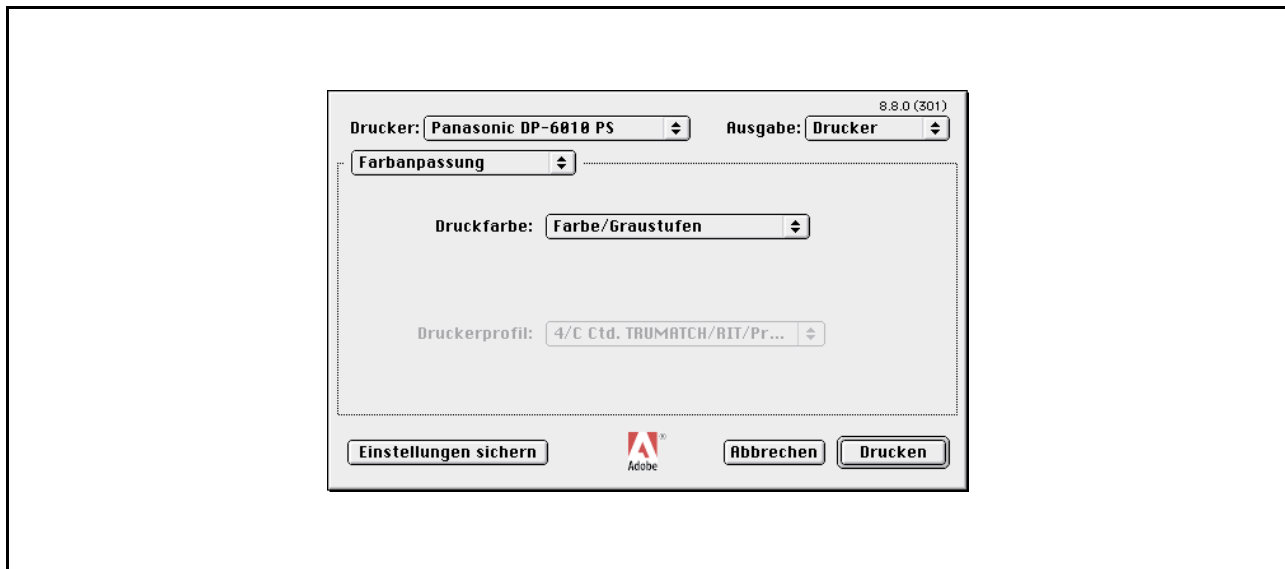 8.8.0 (301)
Drucker: Panasonic DP-6010 PS Ausgabe: Drucker
Farbanpassung
Druckfarbe: Farbe/Graustufen
Druckerprofil: 4/C Ctd. TRUMATCH/RIT/Pr...
Einstellungen sichern Adobe® Abbrechen Drucken